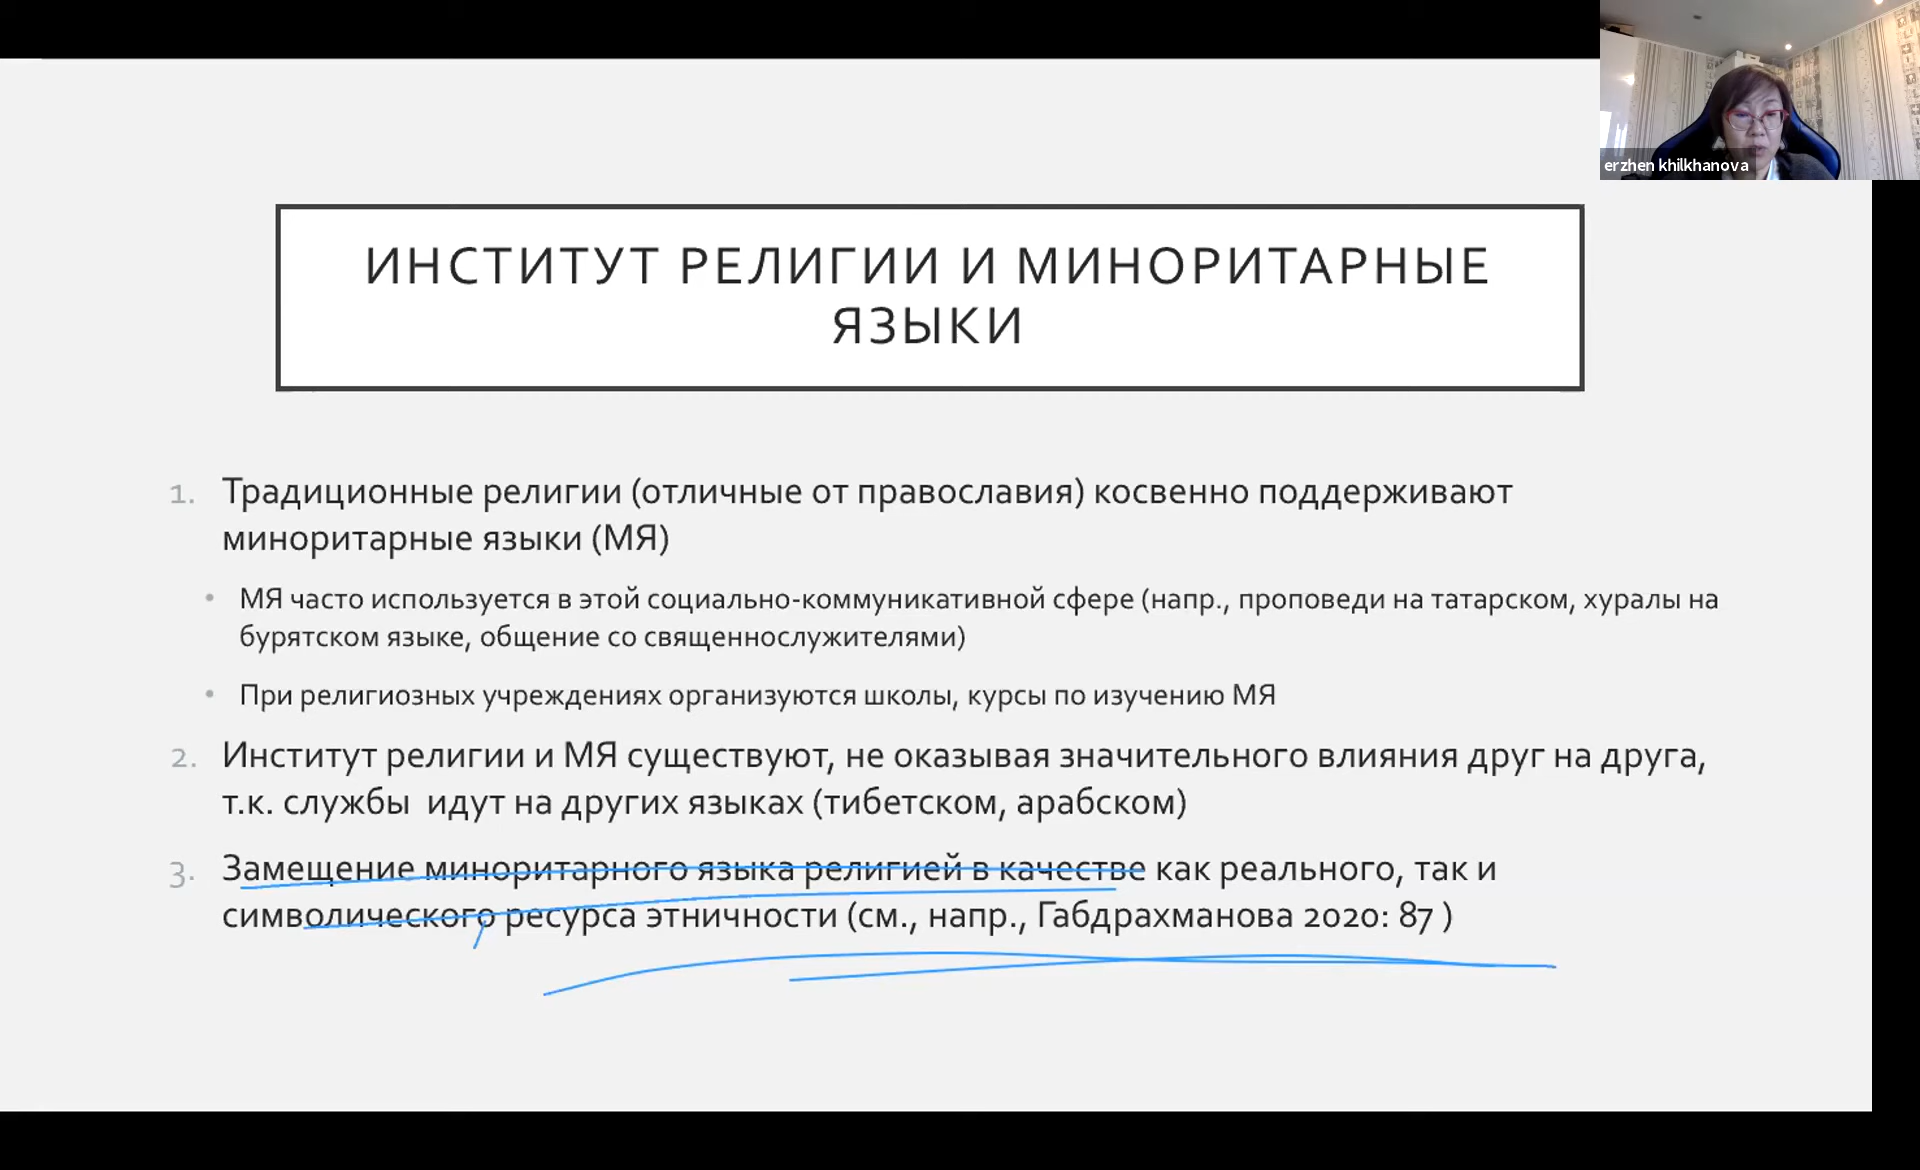 erzhen khilkhanova
ИНСТИТУТ РЕЛИГИИ И МИНОРИТАРНЫЕ
ЯЗЫКИ
1. Традиционные религии (отличные от православия) косвенно поддерживают
миноритарные языки (МЯ)
• МЯ часто используется в этой социально-коммуникативной сфере (напр., проповеди на татарском, хуралы на
бурятском языке, общение со священнослужителями)
• При религиозных учреждениях организуются школы, курсы по изучению МЯ
2. Институт религии и МЯ существуют, не оказывая значительного влияния друг на друга,
т.к. службы идут на других языках (тибетском, арабском)
3. Замещение миноритарного языка религией в качестве как реального, так и
символического ресурса этничности (см., напр., Габдрахманова 2020: 87 )